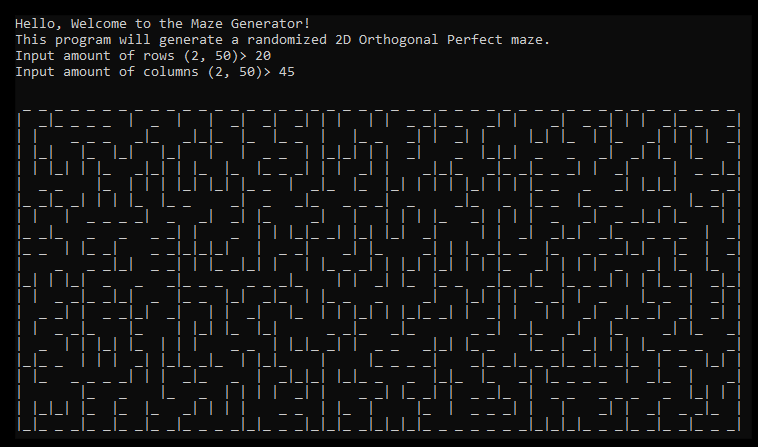 Hello, Welcome to the Maze Generator!
This program will generate a randomized 2D Orthogonal Perfect maze.
Input amount of rows (2, 50)> 20
Input amount of columns (2, 50)> 45